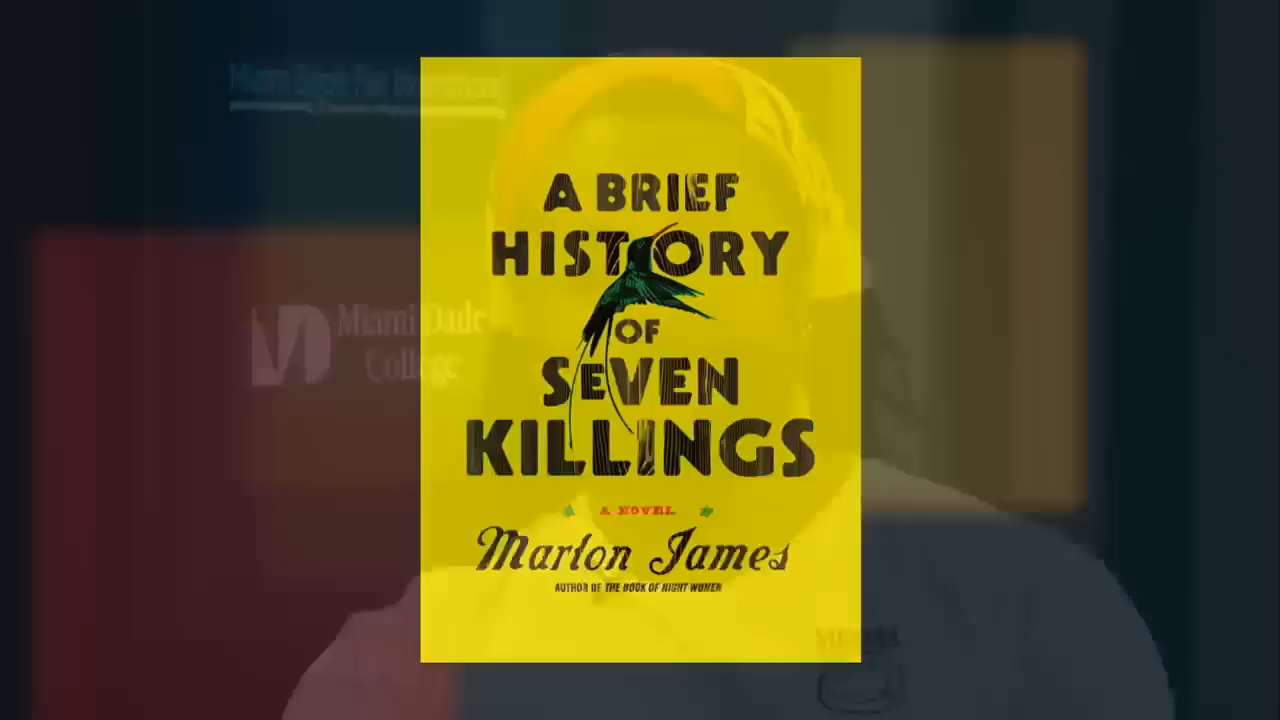 A BRIEF
HISTORY
OF
SEVEN
KILLINGS
A NOVEL
Marlon James
AUTHOR OF THE BOOK OF NIGHT WOMEN
Miami Dade
College